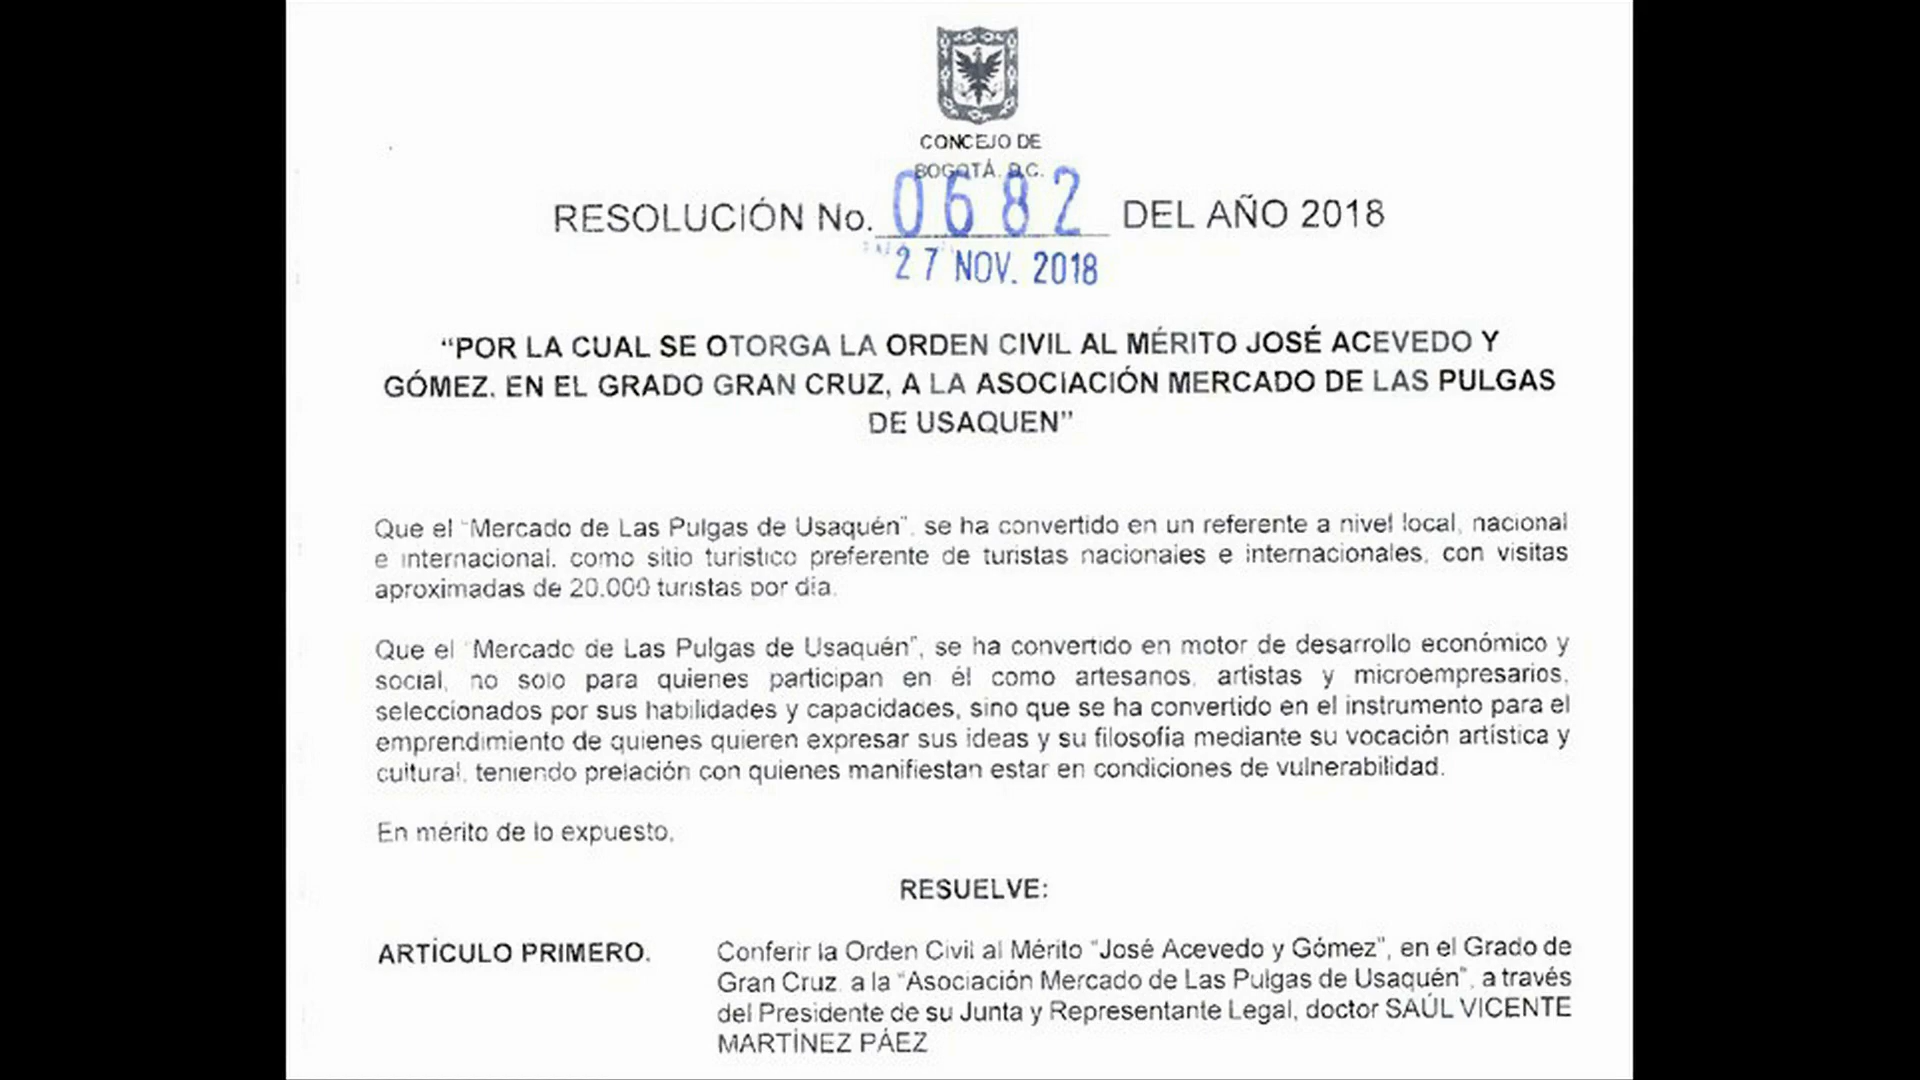 CONCEJO DE
BOGOTÁ, D.C.
RESOLUCIÓN No. 0682 DEL AÑO 2018
27 NOV. 2018
“POR LA CUAL SE OTORGA LA ORDEN CIVIL AL MÉRITO JOSÉ ACEVEDO Y
GÓMEZ, EN EL GRADO GRAN CRUZ, A LA ASOCIACIÓN MERCADO DE LAS PULGAS
DE USAQUEN”
Que el “Mercado de Las Pulgas de Usaquén”, se ha convertido en un referente a nivel local, nacional
e internacional, como sitio turístico preferente de turistas nacionales e internacionales, con visitas
aproximadas de 20.000 turistas por día.
Que el “Mercado de Las Pulgas de Usaquén”, se ha convertido en motor de desarrollo económico y
social, no solo para quienes participan en él como artesanos, artistas y microempresarios,
seleccionados por sus habilidades y capacidades, sino que se ha convertido en el instrumento para el
emprendimiento de quienes quieren expresar sus ideas y su filosofía mediante su vocación artística y
cultural, teniendo prelación con quienes manifiestan estar en condiciones de vulnerabilidad.
En mérito de lo expuesto,
RESUELVE:
ARTÍCULO PRIMERO. Conferir la Orden Civil al Mérito “José Acevedo y Gómez”, en el Grado de
Gran Cruz, a la “Asociación Mercado de Las Pulgas de Usaquén”, a través
del Presidente de su Junta y Representante Legal, doctor SAÚL VICENTE
MARTÍNEZ PÁEZ